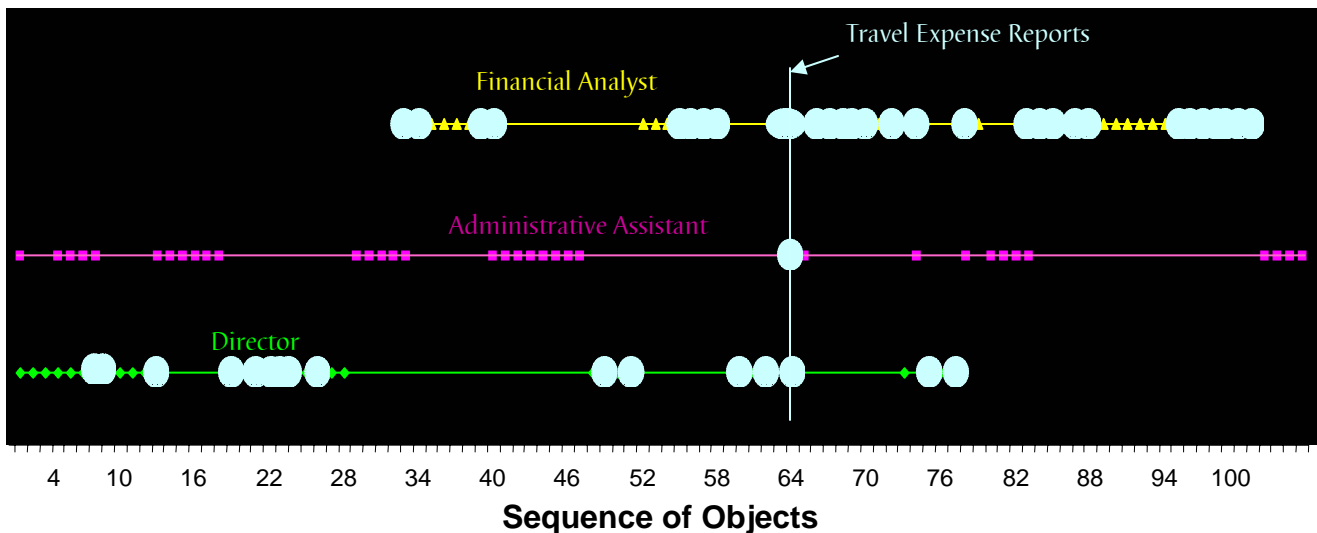 Travel Expense Reports
Financial Analyst
Administrative Assistant
Director
4 10 16 22 28 34 40 46 52 58 64 70 76 82 88 94 100
Sequence of Objects